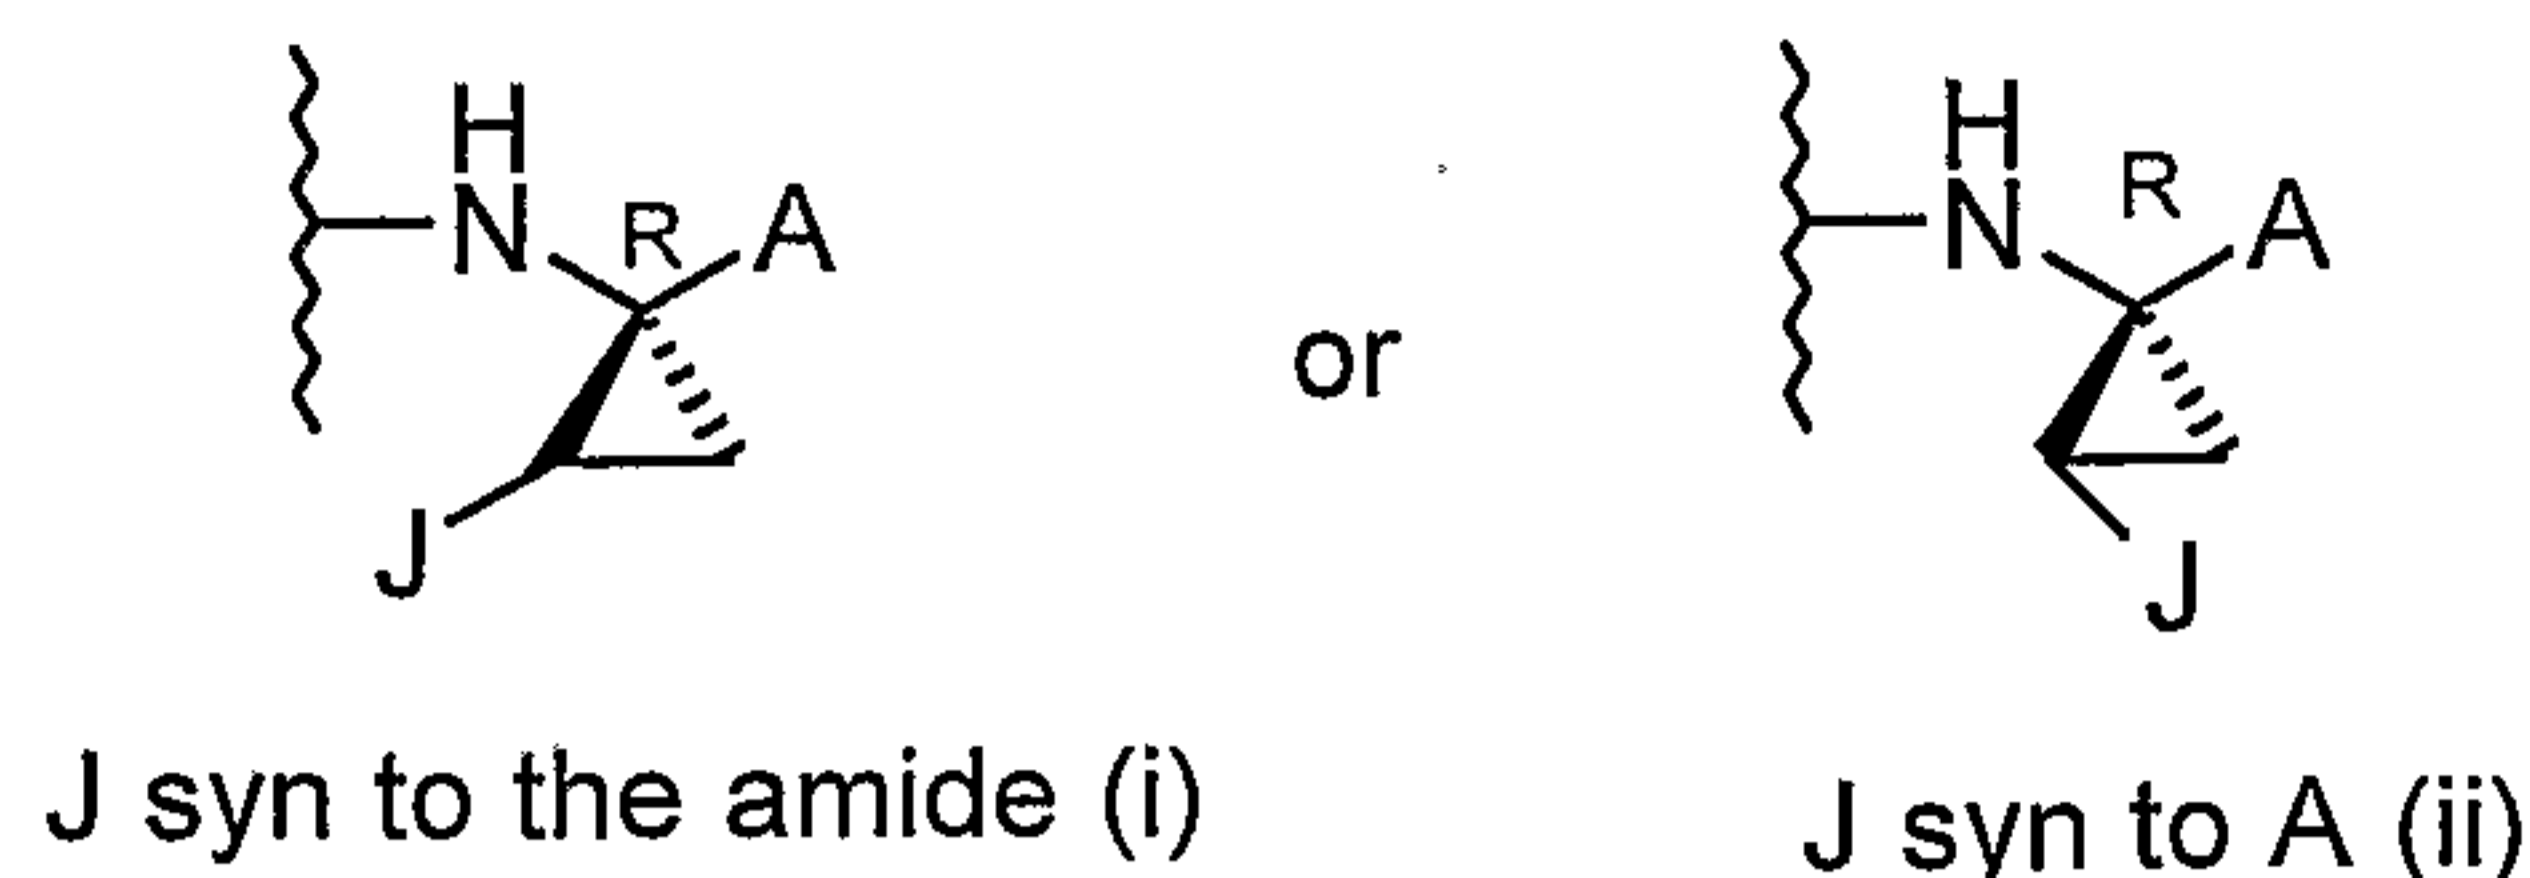 H H
N R A N R A
or
J J
J syn to the amide (i) J syn to A (ii)